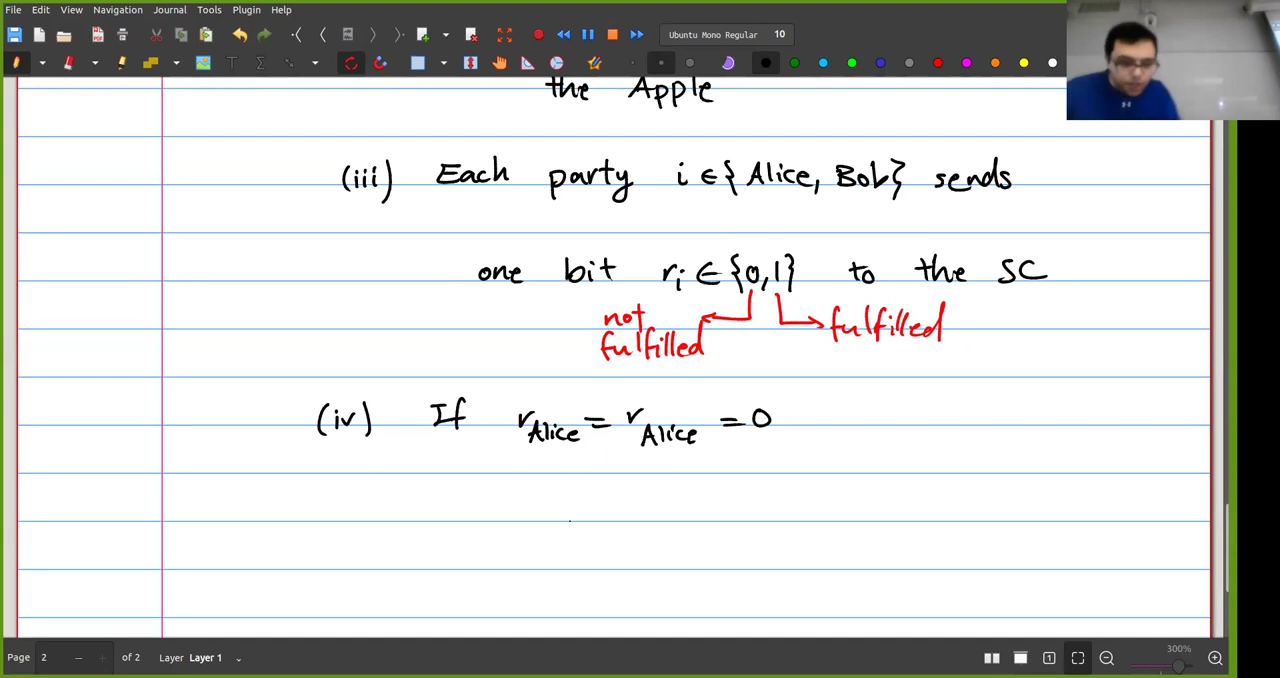 File Edit View Navigation Journal Tools Plugin Help
Ubuntu Mono Regular 10
the Apple
(iii) Each party i ∈ {Alice, Bob} sends
one bit r_i ∈ {0,1} to the SC
not fulfilled
fulfilled
(iv) If r_Alice = r_Alice = 0
Page 2 of 2 Layer Layer 1
300%